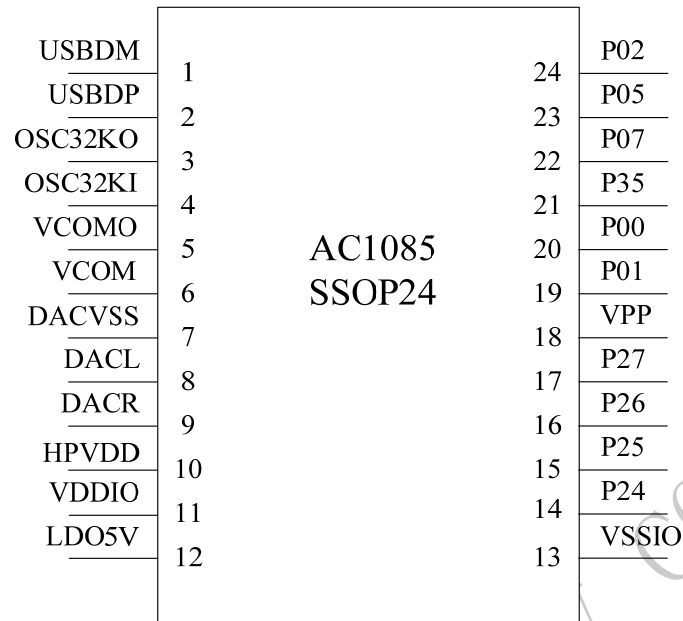 USBDM 1 24 P02
USBDP 2 23 P05
OSC32KO 3 22 P07
OSC32KI 4 21 P35
VCOMO 5 20 P00
VCOM 6 19 P01
DACVSS 7 18 VPP
DACL 8 17 P27
DACR 9 16 P26
HPVDD 10 15 P25
VDDIO 11 14 P24
LDO5V 12 13 VSSIO
AC1085
SSOP24